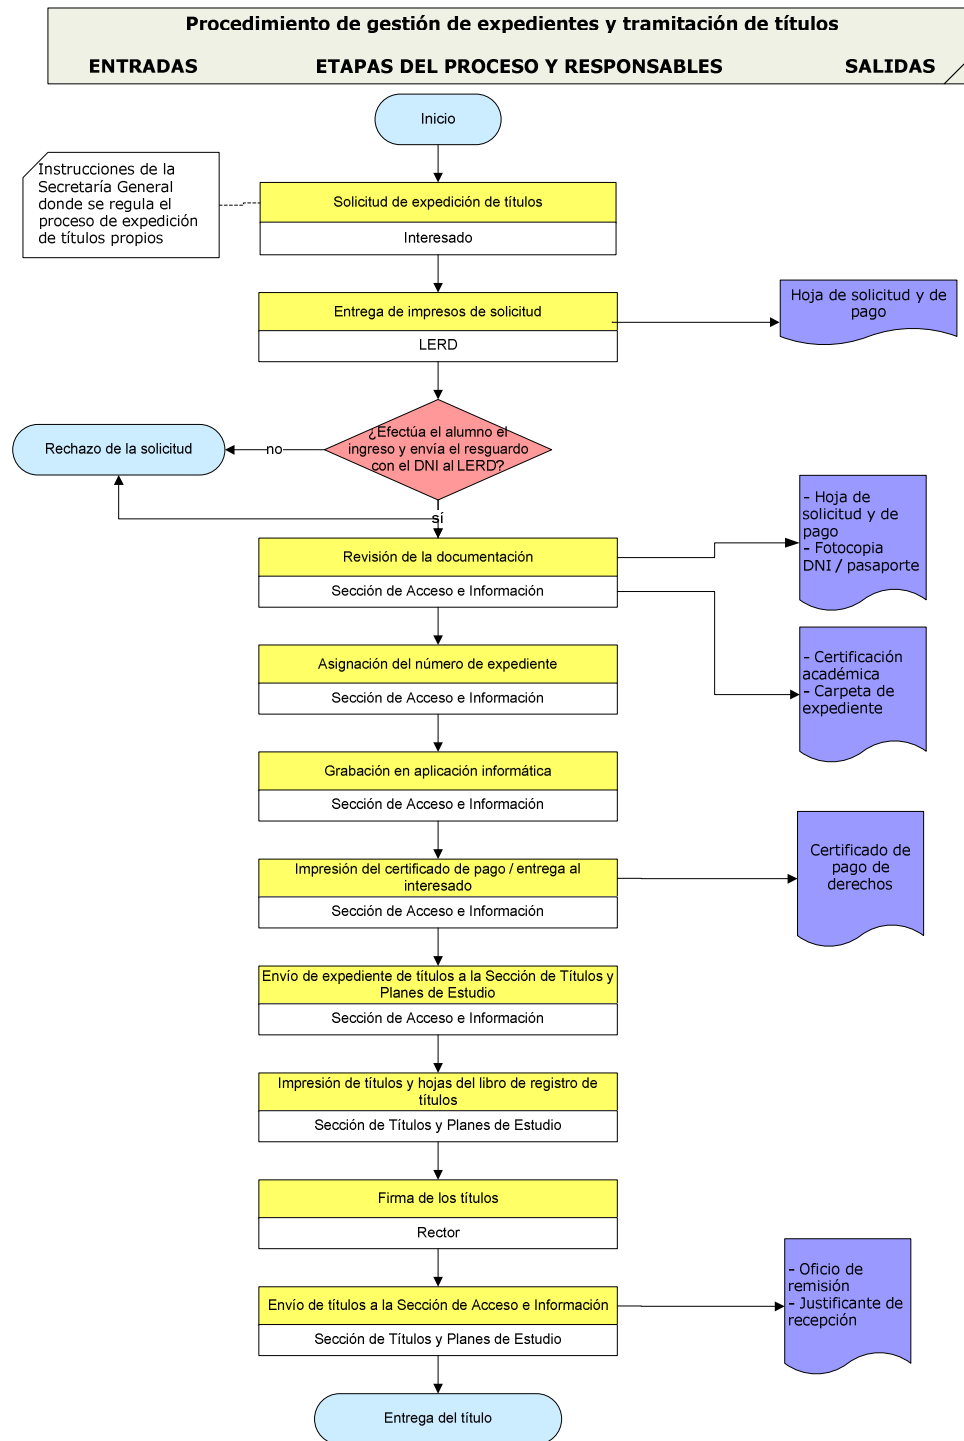 Procedimiento de gestión de expedientes y tramitación de títulos
ENTRADAS
ETAPAS DEL PROCESO Y RESPONSABLES
SALIDAS
Inicio
Instrucciones de la
Secretaría General
donde se regula el
proceso de expedición
de títulos propios
Solicitud de expedición de títulos
Interesado
Entrega de impresos de solicitud
LERD
Hoja de solicitud y de
pago
¿Efectúa el alumno el
ingreso y envía el resguardo
con el DNI al LERD?
no
Rechazo de la solicitud
sí
Revisión de la documentación
Sección de Acceso e Información
- Hoja de
solicitud y de
pago
- Fotocopia
DNI / pasaporte
- Certificación
académica
- Carpeta de
expediente
Asignación del número de expediente
Sección de Acceso e Información
Grabación en aplicación informática
Sección de Acceso e Información
Impresión del certificado de pago / entrega al
interesado
Sección de Acceso e Información
Certificado de
pago de
derechos
Envío de expediente de títulos a la Sección de Títulos y
Planes de Estudio
Sección de Acceso e Información
Impresión de títulos y hojas del libro de registro de
títulos
Sección de Títulos y Planes de Estudio
Firma de los títulos
Rector
Envío de títulos a la Sección de Acceso e Información
Sección de Títulos y Planes de Estudio
- Oficio de
remisión
- Justificante de
recepción
Entrega del título